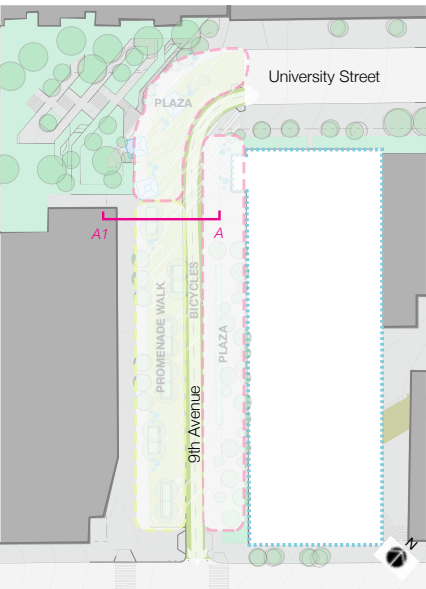 University Street
PLAZA
A1
A
BICYCLES
PROMENADE WALK
PLAZA
9th Avenue
N